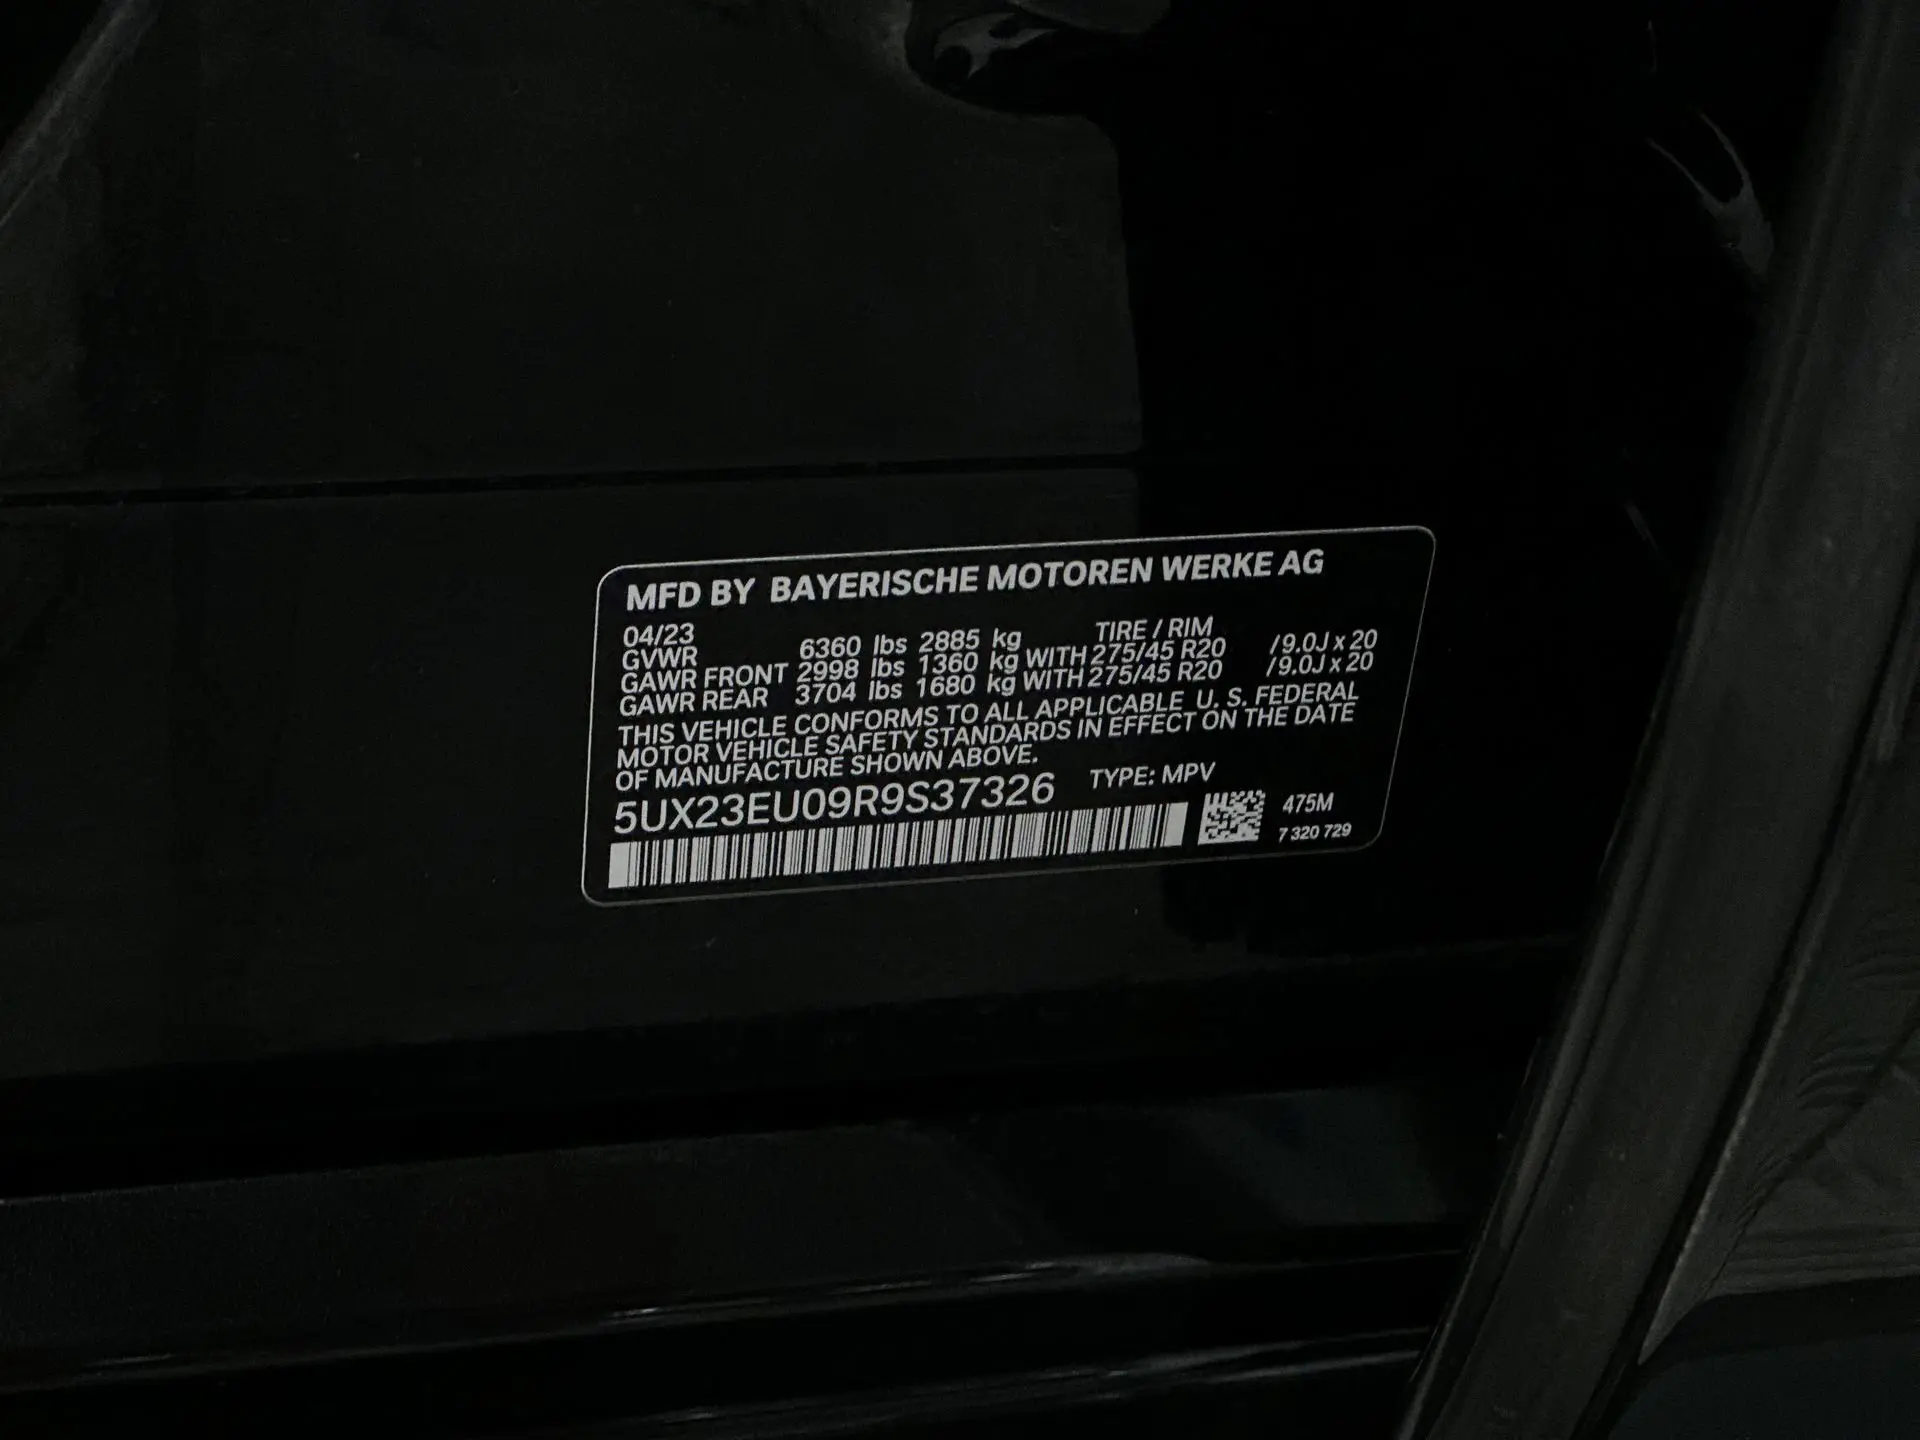 MFD BY BAYERISCHE MOTOREN WERKE AG
04/23 TIRE / RIM
GVWR 6360 lbs 2885 kg
GAWR FRONT 2998 lbs 1360 kg WITH 275/45 R20 /9.0J x 20
GAWR REAR 3704 lbs 1680 kg WITH 275/45 R20 /9.0J x 20
THIS VEHICLE CONFORMS TO ALL APPLICABLE U. S. FEDERAL
MOTOR VEHICLE SAFETY STANDARDS IN EFFECT ON THE DATE
OF MANUFACTURE SHOWN ABOVE.
5UX23EU09R9S37326 TYPE: MPV
475M
7 320 729